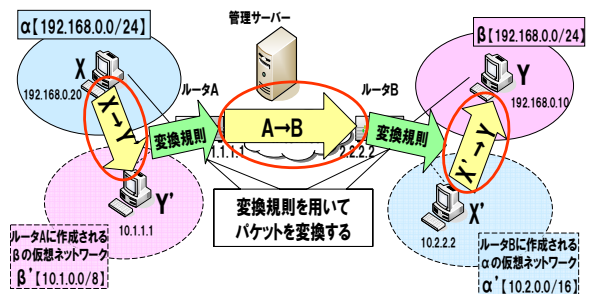 管理サーバー
α【192.168.0.0/24】
X
192.168.0.20
ルータA
ルータB
β【192.168.0.0/24】
Y
192.168.0.10
X→Y'
変換規則
A→B
変換規則
X'→Y
.1.1.1
2.2.2.2
Y'
10.1.1.1
変換規則を用いて
パケットを変換する
X'
10.2.2.2
ルータAに作成される
βの仮想ネットワーク
β'【10.1.0.0/8】
ルータBに作成される
αの仮想ネットワーク
α'【10.2.0.0/16】